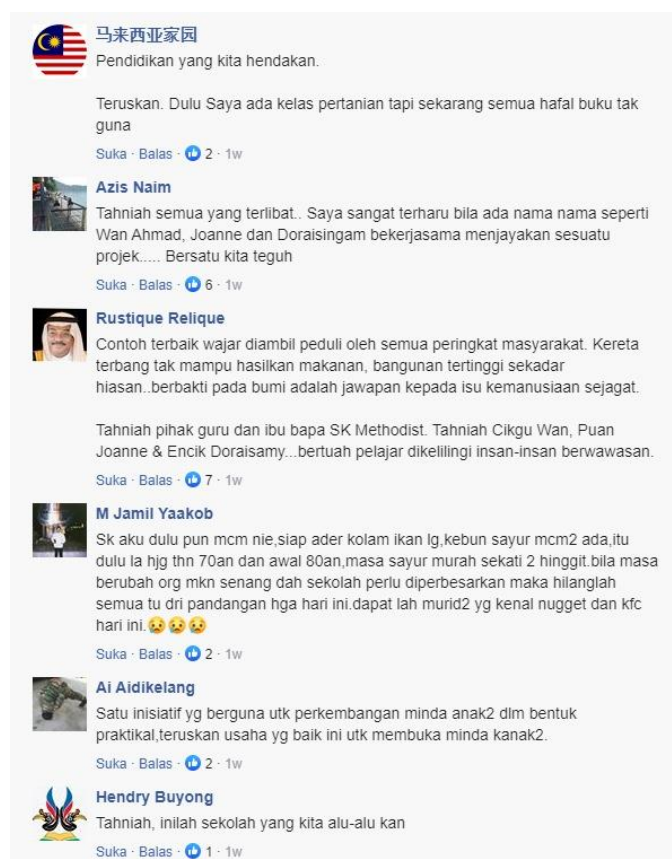 马来西亚家园
Pendidikan yang kita hendakan.
Teruskan. Dulu Saya ada kelas pertanian tapi sekarang semua hafal buku tak
guna
Suka · Balas · 2 · 1w
Azis Naim
Tahniah semua yang terlibat.. Saya sangat terharu bila ada nama nama seperti
Wan Ahmad, Joanne dan Doraisingam bekerjasama menjayakan sesuatu
projek..... Bersatu kita teguh
Suka · Balas · 6 · 1w
Rustique Relique
Contoh terbaik wajar diambil peduli oleh semua peringkat masyarakat. Kereta
terbang tak mampu hasilkan makanan, bangunan tertinggi sekadar
hiasan..berbakti pada bumi adalah jawapan kepada isu kemanusiaan sejagat.
Tahniah pihak guru dan ibu bapa SK Methodist. Tahniah Cikgu Wan, Puan
Joanne & Encik Doraisamy...bertuah pelajar dikelilingi insan-insan berwawasan.
Suka · Balas · 7 · 1w
M Jamil Yaakob
Sk aku dulu pun mcm nie,siap ader kolam ikan lg,kebun sayur mcm2 ada,itu
dulu la hjg thn 70an dan awal 80an,masa sayur murah sekati 2 hinggit.bila masa
berubah org mkn senang dah sekolah perlu diperbesarkan maka hilanglah
semua tu dri pandangan hga hari ini.dapat lah murid2 yg kenal nugget dan kfc
hari ini.😥😥😥
Suka · Balas · 2 · 1w
Ai Aidikelang
Satu inisiatif yg berguna utk perkembangan minda anak2 dlm bentuk
praktikal,teruskan usaha yg baik ini utk membuka minda kanak2.
Suka · Balas · 2 · 1w
Hendry Buyong
Tahniah, inilah sekolah yang kita alu-alu kan
Suka · Balas · 1 · 1w